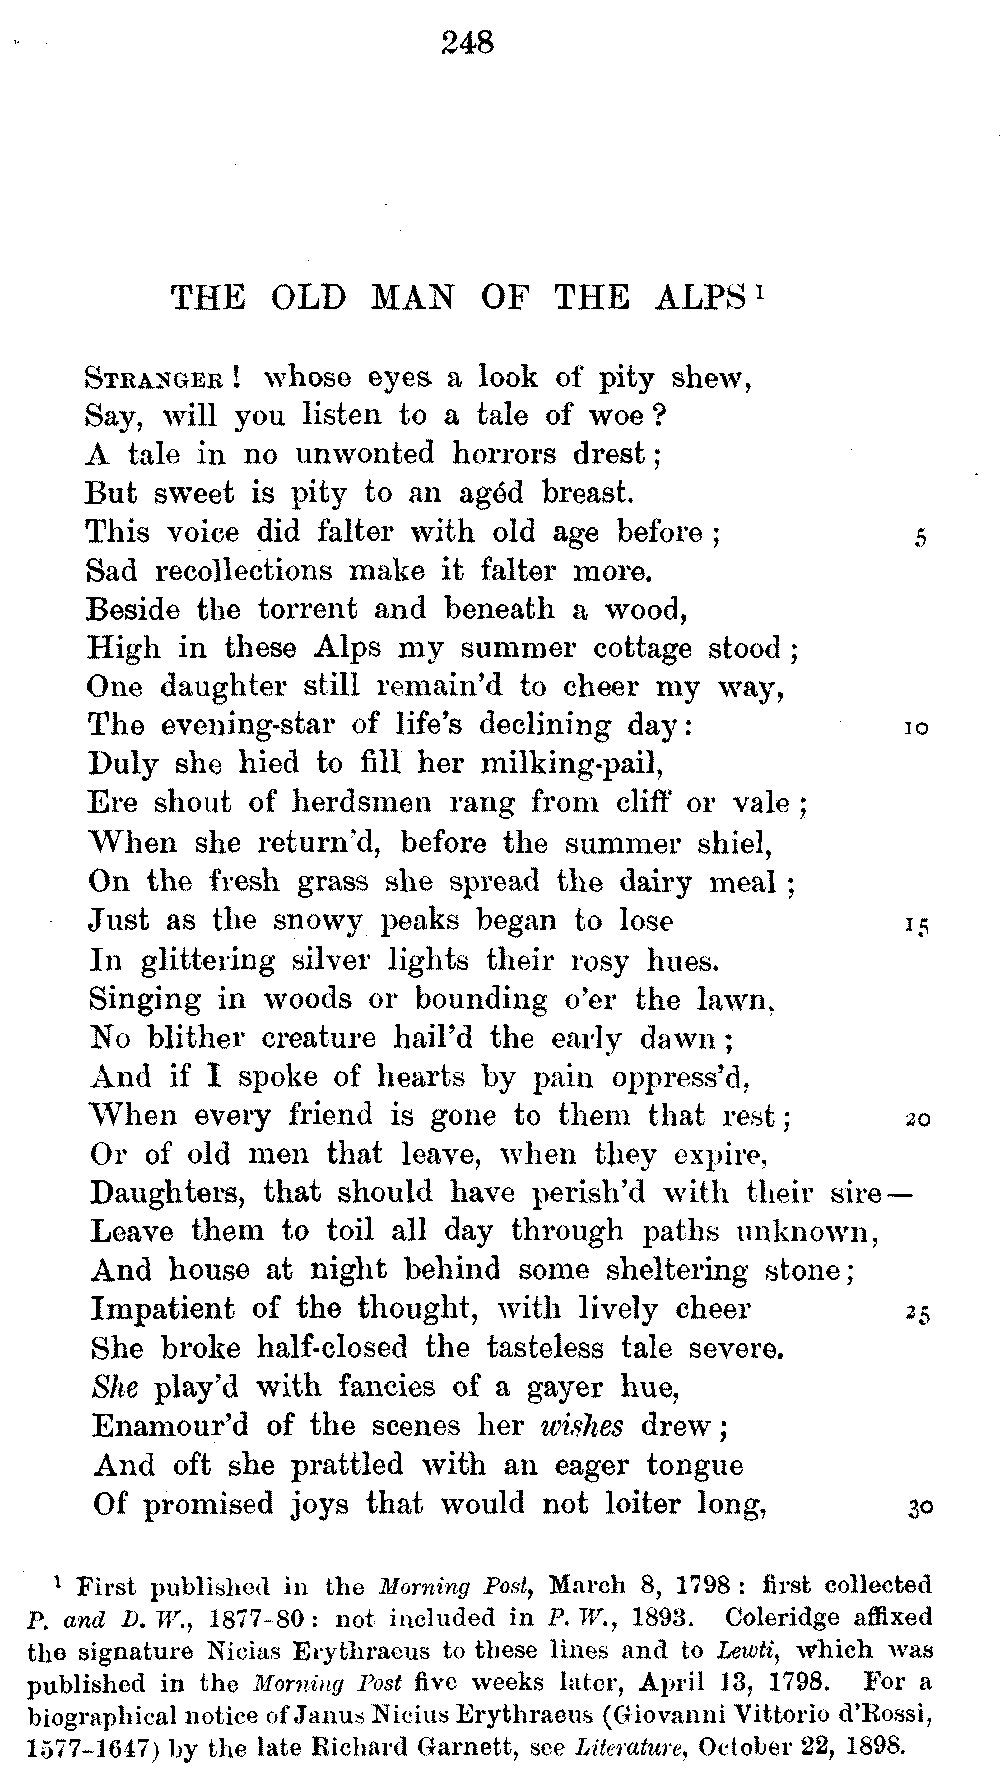 248
THE OLD MAN OF THE ALPS ¹
STRANGER ! whose eyes a look of pity shew,
Say, will you listen to a tale of woe ?
A tale in no unwonted horrors drest ;
But sweet is pity to an agéd breast.
This voice did falter with old age before ; 5
Sad recollections make it falter more.
Beside the torrent and beneath a wood,
High in these Alps my summer cottage stood ;
One daughter still remain'd to cheer my way,
The evening-star of life's declining day : 10
Duly she hied to fill her milking-pail,
Ere shout of herdsmen rang from cliff or vale ;
When she return'd, before the summer shiel,
On the fresh grass she spread the dairy meal ;
Just as the snowy peaks began to lose 15
In glittering silver lights their rosy hues.
Singing in woods or bounding o'er the lawn,
No blither creature hail'd the early dawn ;
And if I spoke of hearts by pain oppress'd,
When every friend is gone to them that rest ; 20
Or of old men that leave, when they expire,
Daughters, that should have perish'd with their sire—
Leave them to toil all day through paths unknown,
And house at night behind some sheltering stone ;
Impatient of the thought, with lively cheer 25
She broke half-closed the tasteless tale severe.
She play'd with fancies of a gayer hue,
Enamour'd of the scenes her wishes drew ;
And oft she prattled with an eager tongue
Of promised joys that would not loiter long, 30
¹ First published in the Morning Post, March 8, 1798 : first collected
P. and D. W., 1877-80 : not included in P. W., 1893. Coleridge affixed
the signature Nicias Erythraeus to these lines and to Lewti, which was
published in the Morning Post five weeks later, April 13, 1798. For a
biographical notice of Janus Nicius Erythraeus (Giovanni Vittorio d'Rossi,
1577-1647) by the late Richard Garnett, see Literature, October 22, 1898.